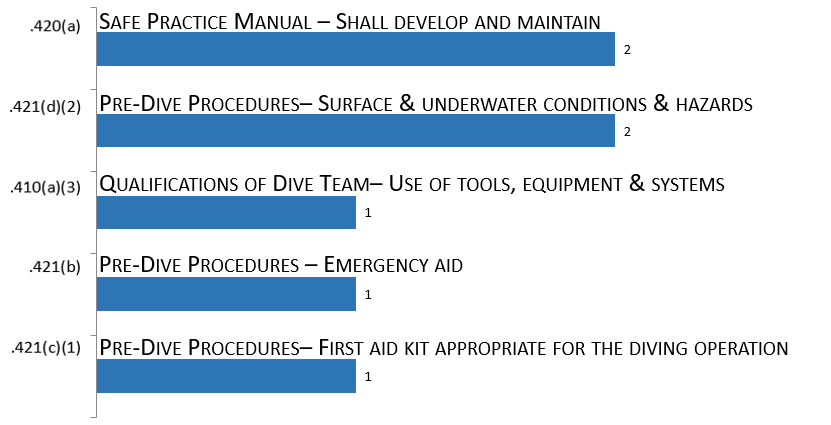 .420(a) Safe Practice Manual – Shall develop and maintain
2
.421(d)(2) Pre-Dive Procedures– Surface & underwater conditions & hazards
2
.410(a)(3) Qualifications of Dive Team– Use of tools, equipment & systems
1
.421(b) Pre-Dive Procedures – Emergency aid
1
.421(c)(1) Pre-Dive Procedures– First aid kit appropriate for the diving operation
1